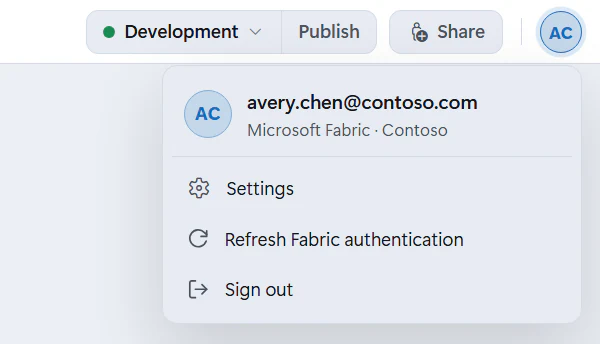 Development Publish Share AC
AC avery.chen@contoso.com
Microsoft Fabric · Contoso
Settings
Refresh Fabric authentication
Sign out